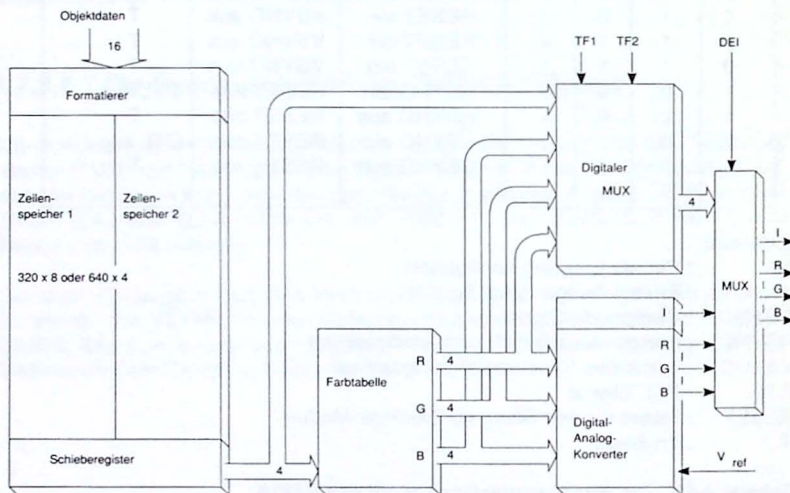 Objektdaten
16
TF1
TF2
DEI
Formatierer
Zeilen-
speicher 1
Zeilen-
speicher 2
320 x 8 oder 640 x 4
Digitaler
MUX
4
I
R
G
B
MUX
I
R
G
B
Farbtabelle
R
4
G
4
B
4
Digital-
Analog-
Konverter
Schieberegister
4
V ref